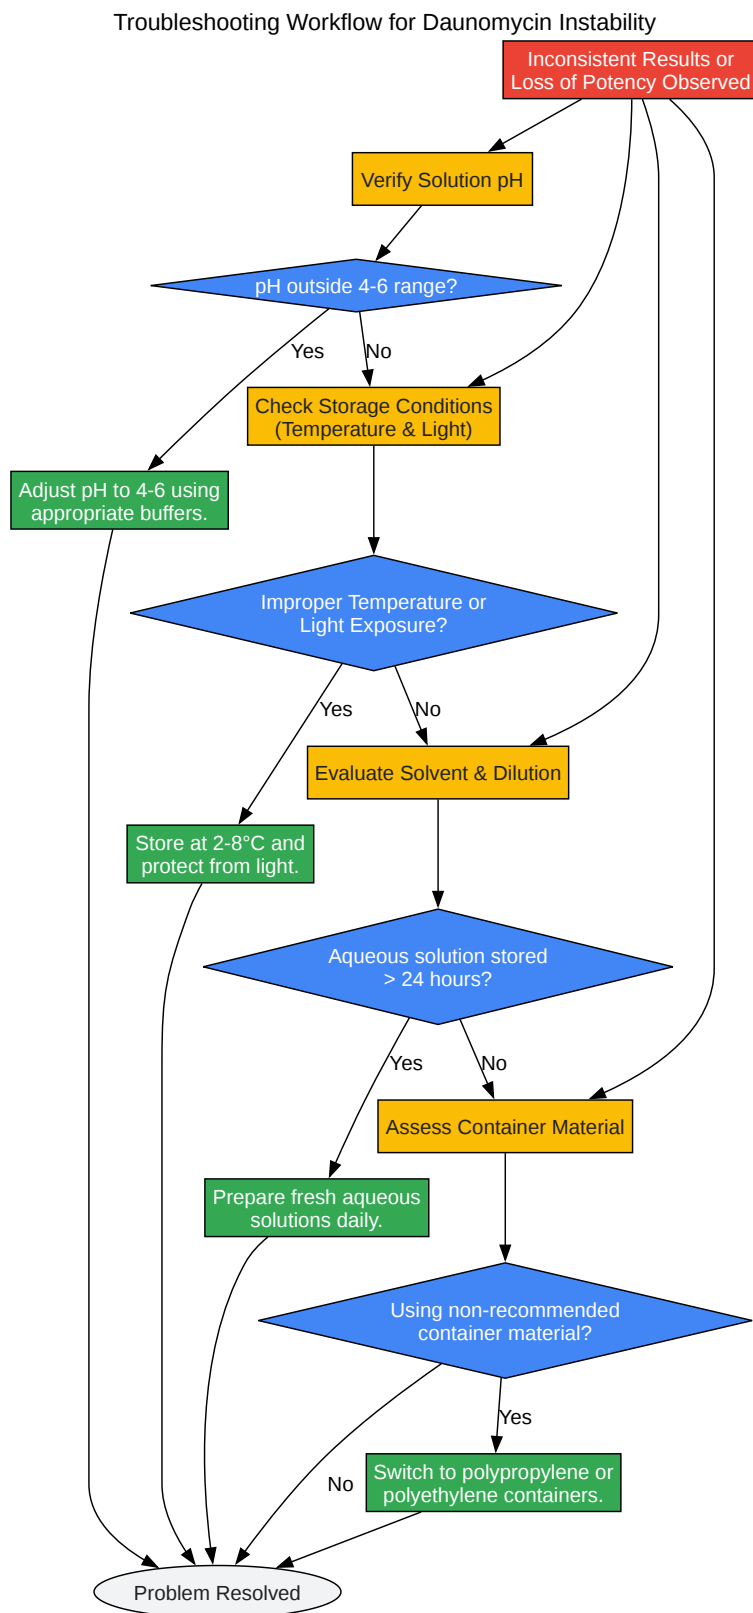 Troubleshooting Workflow for Daunomycin Instability
Inconsistent Results or
Loss of Potency Observed
Verify Solution pH
pH outside 4-6 range?
Yes
No
Check Storage Conditions
(Temperature & Light)
Adjust pH to 4-6 using
appropriate buffers.
Improper Temperature or
Light Exposure?
Yes
No
Evaluate Solvent & Dilution
Store at 2-8°C and
protect from light.
Aqueous solution stored
> 24 hours?
Yes
No
Assess Container Material
Prepare fresh aqueous
solutions daily.
Using non-recommended
container material?
Yes
No
Switch to polypropylene or
polyethylene containers.
Problem Resolved